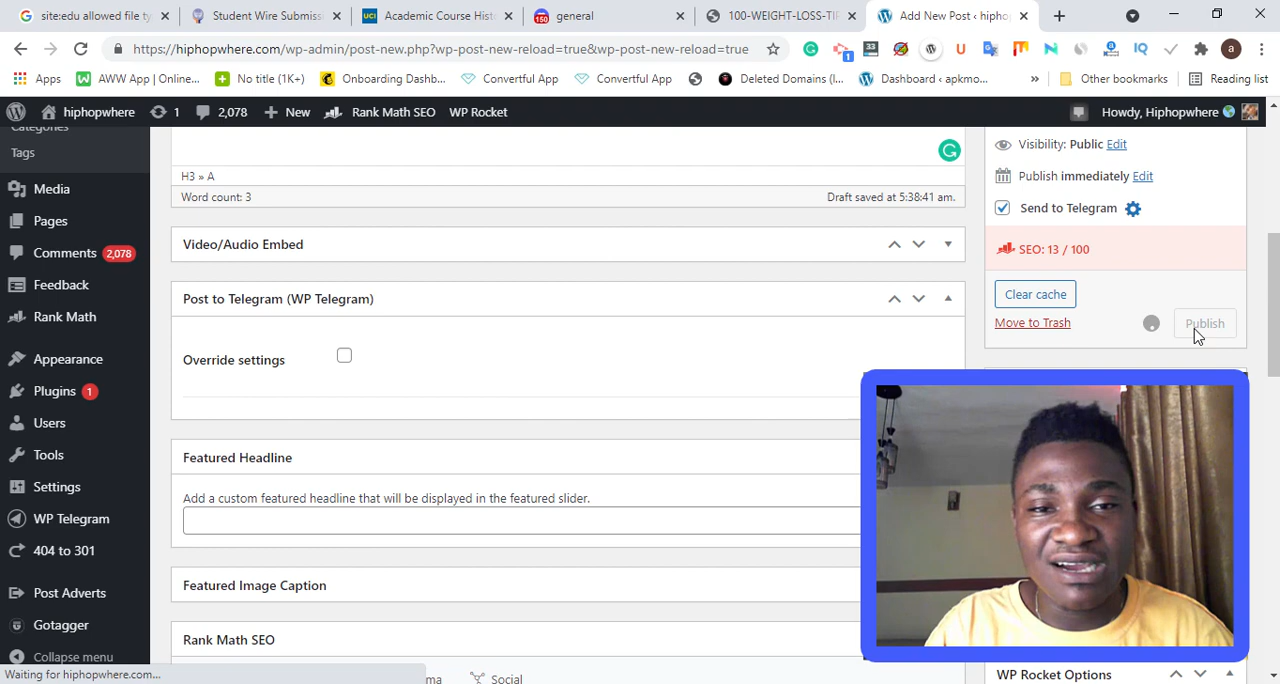 site:edu allowed file ty
Student Wire Submiss
UCI Academic Course Hist
150 general
100-WEIGHT-LOSS-TIP
Add New Post ‹ hiphop
https://hiphopwhere.com/wp-admin/post-new.php?wp-post-new-reload=true&wp-post-new-reload=true
1 33 U IQ a
Apps
AWW App | Online...
No title (1K+)
Onboarding Dashb...
Convertful App
Convertful App
Deleted Domains (l...
Dashboard ‹ apkmo...
»
Other bookmarks
Reading list
hiphopwhere 1 2,078 New Rank Math SEO WP Rocket
Howdy, Hiphopwhere
Categories
Tags
Media
Pages
Comments 2,078
Feedback
Rank Math
Appearance
Plugins 1
Users
Tools
Settings
WP Telegram
404 to 301
Post Adverts
Gotagger
Collapse menu
H3 » A
Word count: 3
Draft saved at 5:38:41 am.
Video/Audio Embed
Post to Telegram (WP Telegram)
Override settings
Featured Headline
Add a custom featured headline that will be displayed in the featured slider.
Featured Image Caption
Rank Math SEO
Social
Visibility: Public Edit
Publish immediately Edit
Send to Telegram
SEO: 13 / 100
Clear cache
Move to Trash
Publish
WP Rocket Options
Waiting for hiphopwhere.com...